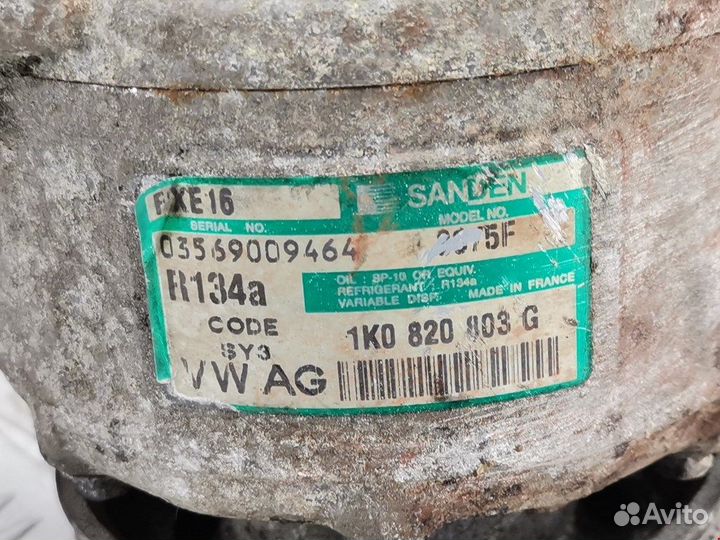 SANDEN
SERIAL NO.
MODEL NO.
03569009464
R134a
OIL : SP-10 OR EQUIV.
REFRIGERANT : R134a
VARIABLE DISP. MADE IN FRANCE
CODE
SY3
1K0 820 803 G
VW AG
Avito